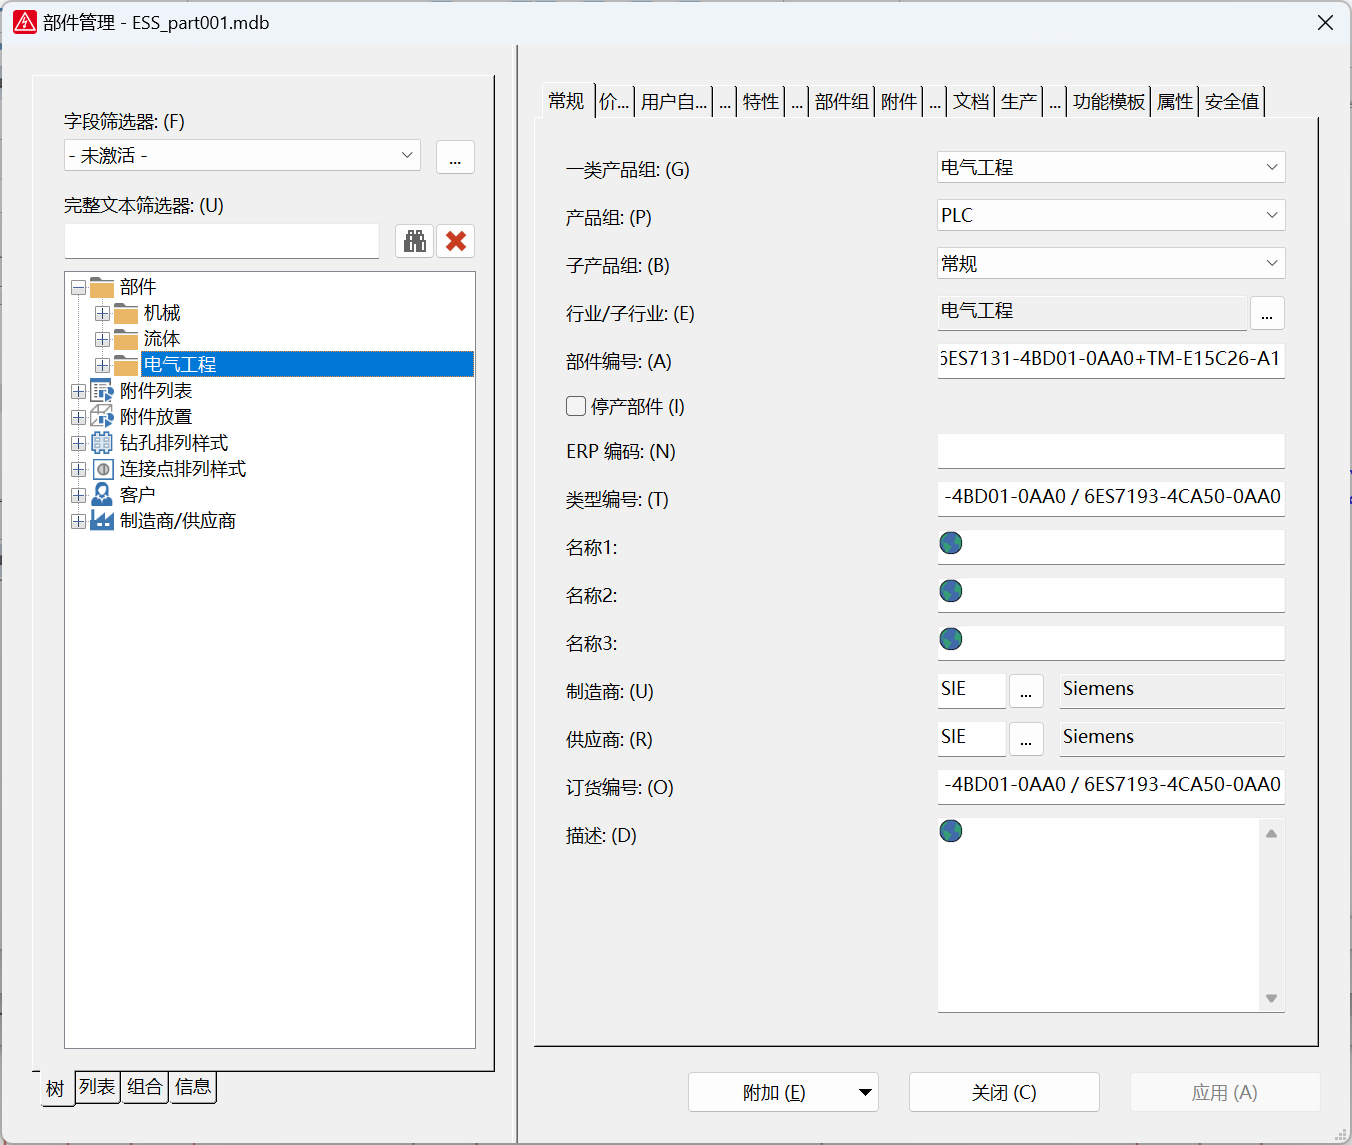 部件管理 - ESS_part001.mdb
字段筛选器: (F)
- 未激活 -
...
完整文本筛选器: (U)
部件
机械
流体
电气工程
附件列表
附件放置
钻孔排列样式
连接点排列样式
客户
制造商/供应商
树
列表
组合
信息
常规
价...
用户自...
...
特性
...
部件组
附件
...
文档
生产
...
功能模板
属性
安全值
一类产品组: (G)
电气工程
产品组: (P)
PLC
子产品组: (B)
常规
行业/子行业: (E)
电气工程
...
部件编号: (A)
6ES7131-4BD01-0AA0+TM-E15C26-A1
停产部件 (I)
ERP 编码: (N)
类型编号: (T)
-4BD01-0AA0 / 6ES7193-4CA50-0AA0
名称1:
名称2:
名称3:
制造商: (U)
SIE
...
Siemens
供应商: (R)
SIE
...
Siemens
订货编号: (O)
-4BD01-0AA0 / 6ES7193-4CA50-0AA0
描述: (D)
附加 (E)
关闭 (C)
应用 (A)